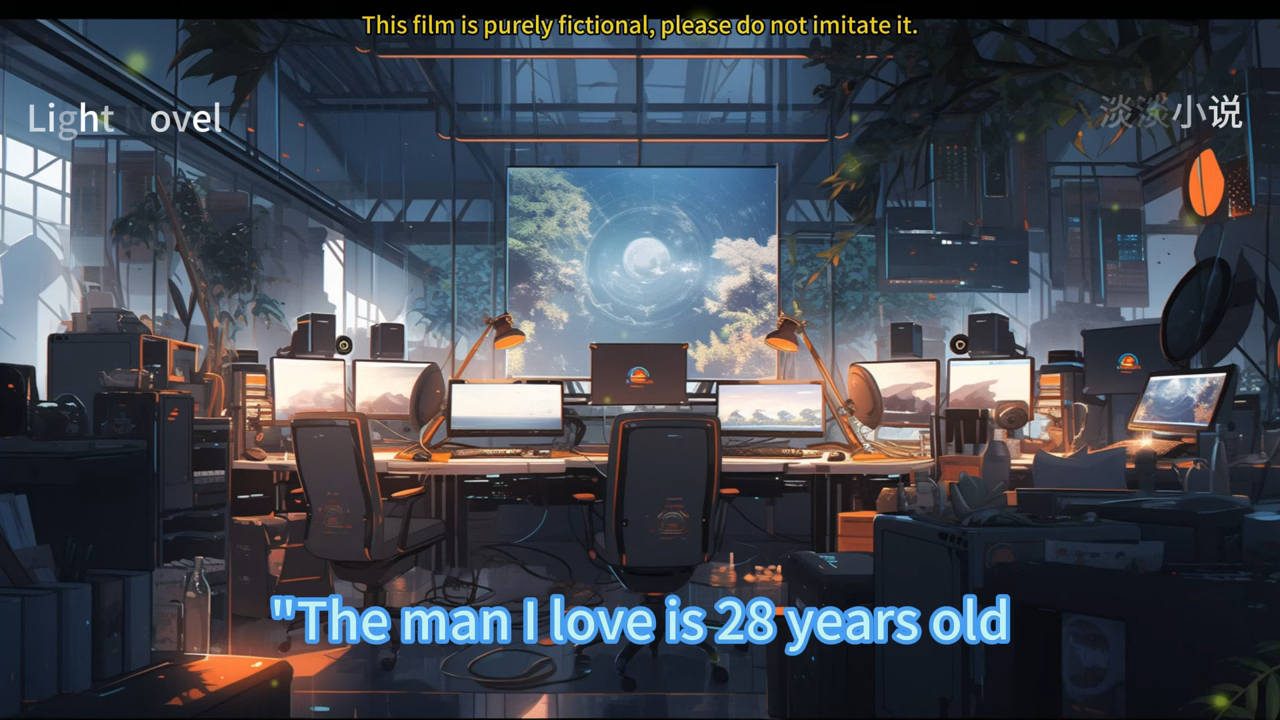 This film is purely fictional, please do not imitate it.
Light Novel
淡淡小说
"The man I love is 28 years old